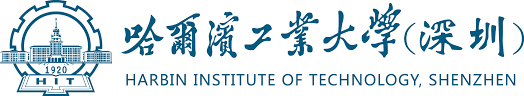 1920
HIT
哈爾濱工業大學(深圳)
HARBIN INSTITUTE OF TECHNOLOGY, SHENZHEN